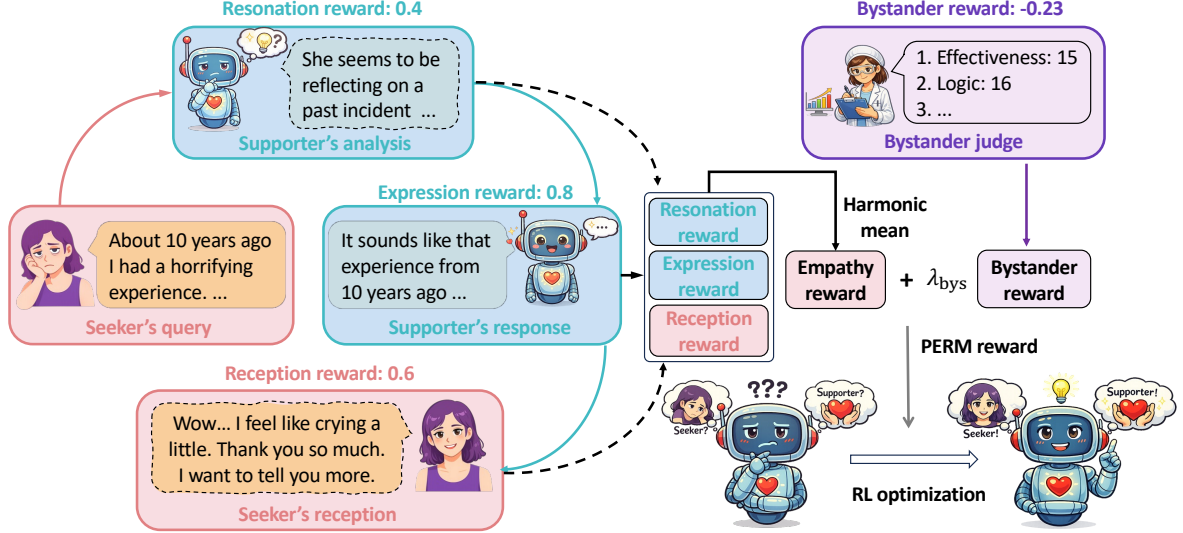 Resonation reward: 0.4
She seems to be
reflecting on a
past incident ...
Supporter's analysis
Bystander reward: -0.23
1. Effectiveness: 15
2. Logic: 16
3. ...
Bystander judge
About 10 years ago
I had a horrifying
experience. ...
Seeker's query
Expression reward: 0.8
It sounds like that
experience from
10 years ago ...
...
Supporter's response
Reception reward: 0.6
Wow... I feel like crying a
little. Thank you so much.
I want to tell you more.
Seeker's reception
Resonation
reward
Expression
reward
Reception
reward
Harmonic
mean
Empathy
reward
+ λbys
Bystander
reward
PERM reward
Seeker?
???
Supporter?
RL optimization
Seeker!
Supporter!